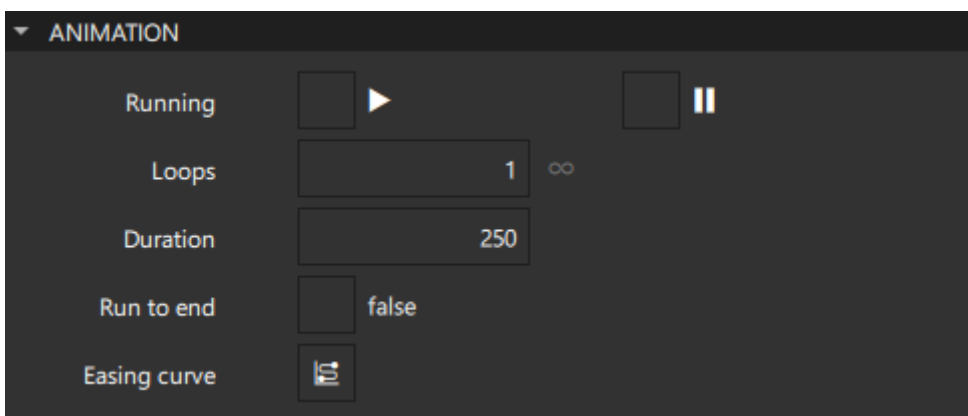 ANIMATION
Running
Loops 1 ∞
Duration 250
Run to end false
Easing curve